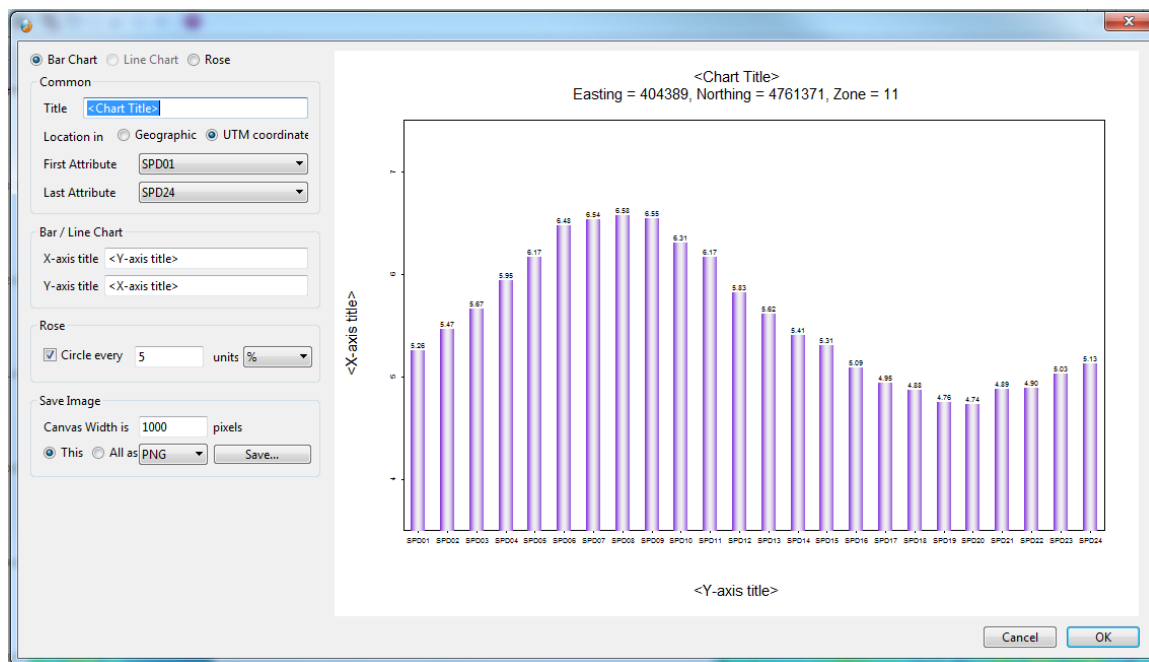 Bar Chart Line Chart Rose
Common
Title <Chart Title>
Location in Geographic UTM coordinate
First Attribute SPD01
Last Attribute SPD24
Bar / Line Chart
X-axis title <Y-axis title>
Y-axis title <X-axis title>
Rose
Circle every 5 units %
Save Image
Canvas Width is 1000 pixels
This All as PNG Save...
<Chart Title>
Easting = 404389, Northing = 4761371, Zone = 11
<X-axis title>
7
6
5
4
5.26 5.47 5.67 5.95 6.17 6.48 6.54 6.58 6.55 6.31 6.17 5.83 5.62 5.41 5.31 5.09 4.95 4.88 4.76 4.74 4.89 4.90 5.03 5.13
SPD01 SPD02 SPD03 SPD04 SPD05 SPD06 SPD07 SPD08 SPD09 SPD10 SPD11 SPD12 SPD13 SPD14 SPD15 SPD16 SPD17 SPD18 SPD19 SPD20 SPD21 SPD22 SPD23 SPD24
<Y-axis title>
Cancel OK